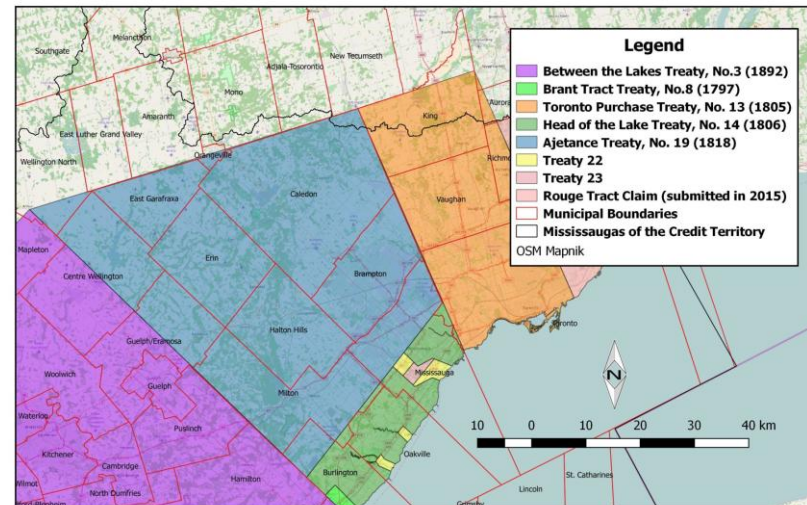 Southgate
Melancthon
New Tecumseth
Adjala-Tosorontio
Mono
Amaranth
East Luther Grand Valley
Wellington North
Orangeville
King
Aurora
Legend
Between the Lakes Treaty, No.3 (1892)
Brant Tract Treaty, No.8 (1797)
Toronto Purchase Treaty, No. 13 (1805)
Head of the Lake Treaty, No. 14 (1806)
Ajetance Treaty, No. 19 (1818)
Treaty 22
Treaty 23
Rouge Tract Claim (submitted in 2015)
Municipal Boundaries
Mississaugas of the Credit Territory
OSM Mapnik
East Garafraxa
Caledon
Vaughan
Mapleton
Erin
Centre Wellington
Brampton
Halton Hills
Toronto
Guelph/Eramosa
Mississauga
Woolwich
Guelph
Milton
N
Puslinch
Waterloo
10 0 10 20 30 40 km
Kitchener
Cambridge
Oakville
Burlington
Hamilton
St. Catharines
Wilmot
North Dumfries
Lincoln